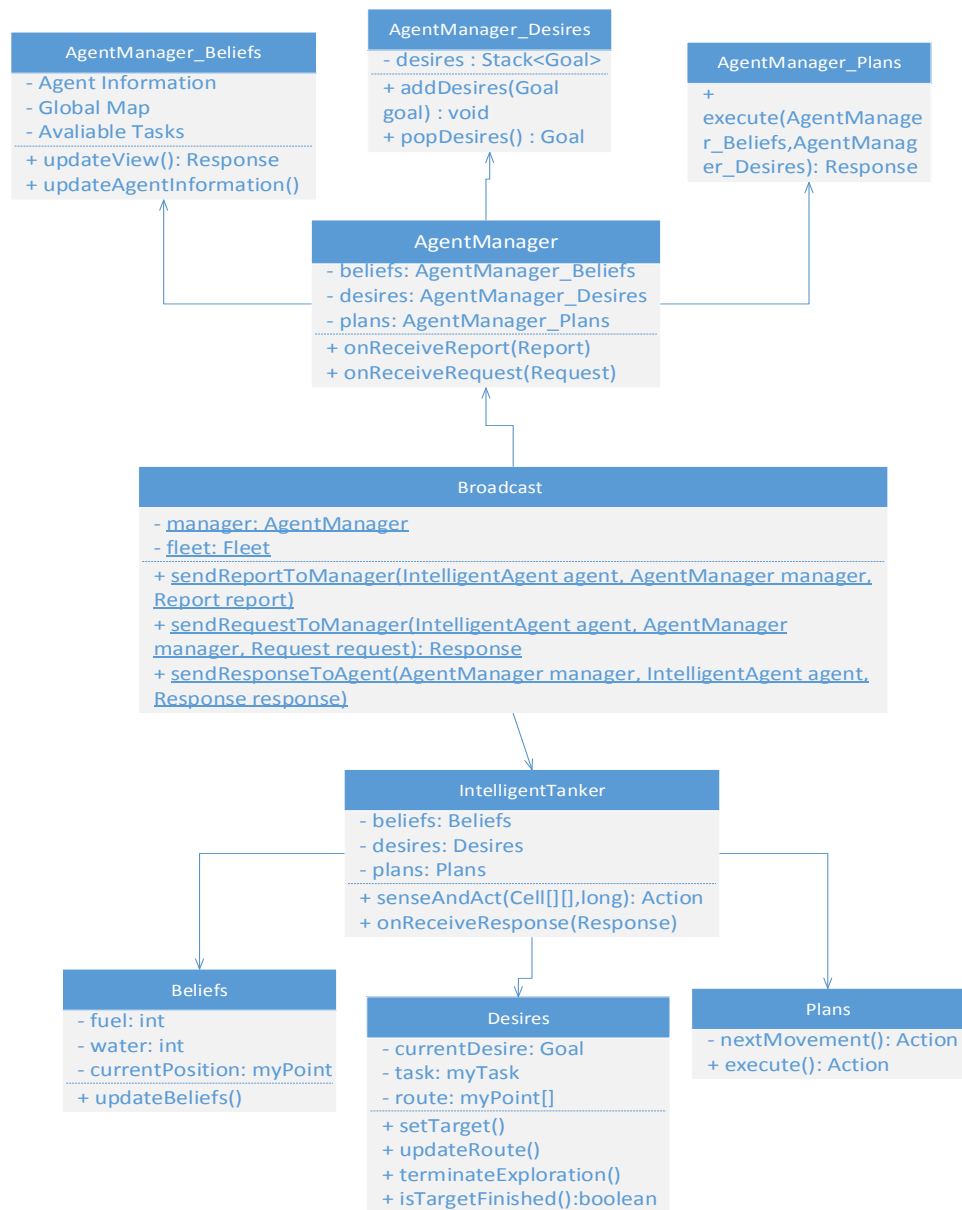 AgentManager_Beliefs
- Agent Information
- Global Map
- Avaliable Tasks
+ updateView(): Response
+ updateAgentInformation()
AgentManager_Desires
- desires : Stack<Goal>
+ addDesires(Goal
goal) : void
+ popDesires() : Goal
AgentManager_Plans
+
execute(AgentManage
r_Beliefs,AgentManag
er_Desires): Response
AgentManager
- beliefs: AgentManager_Beliefs
- desires: AgentManager_Desires
- plans: AgentManager_Plans
+ onReceiveReport(Report)
+ onReceiveRequest(Request)
Broadcast
- manager: AgentManager
- fleet: Fleet
+ sendReportToManager(IntelligentAgent agent, AgentManager manager,
Report report)
+ sendRequestToManager(IntelligentAgent agent, AgentManager
manager, Request request): Response
+ sendResponseToAgent(AgentManager manager, IntelligentAgent agent,
Response response)
IntelligentTanker
- beliefs: Beliefs
- desires: Desires
- plans: Plans
+ senseAndAct(Cell[][],long): Action
+ onReceiveResponse(Response)
Beliefs
- fuel: int
- water: int
- currentPosition: myPoint
+ updateBeliefs()
Desires
- currentDesire: Goal
- task: myTask
- route: myPoint[]
+ setTarget()
+ updateRoute()
+ terminateExploration()
+ isTargetFinished():boolean
Plans
- nextMovement(): Action
+ execute(): Action